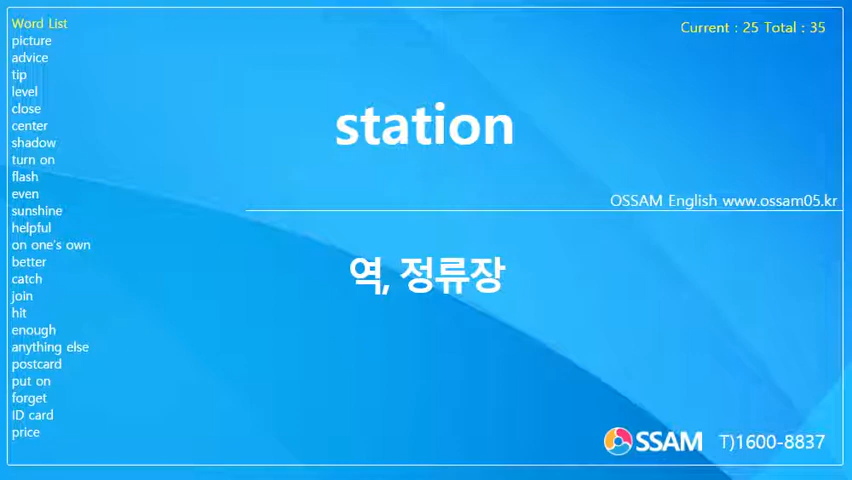 Word List
picture
advice
tip
level
close
center
shadow
turn on
flash
even
sunshine
helpful
on one's own
better
catch
join
hit
enough
anything else
postcard
put on
forget
ID card
price
Current : 25 Total : 35
station
OSSAM English www.ossam05.kr
역, 정류장
OSSAM T)1600-8837